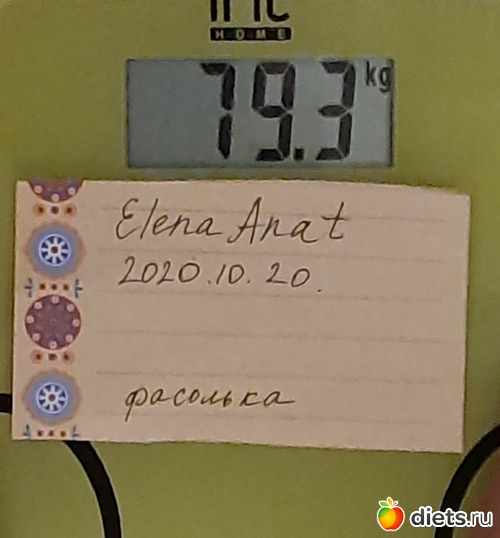 HOME
79.3 kg
Elena Anat
2020.10.20.
фасолька
diets.ru